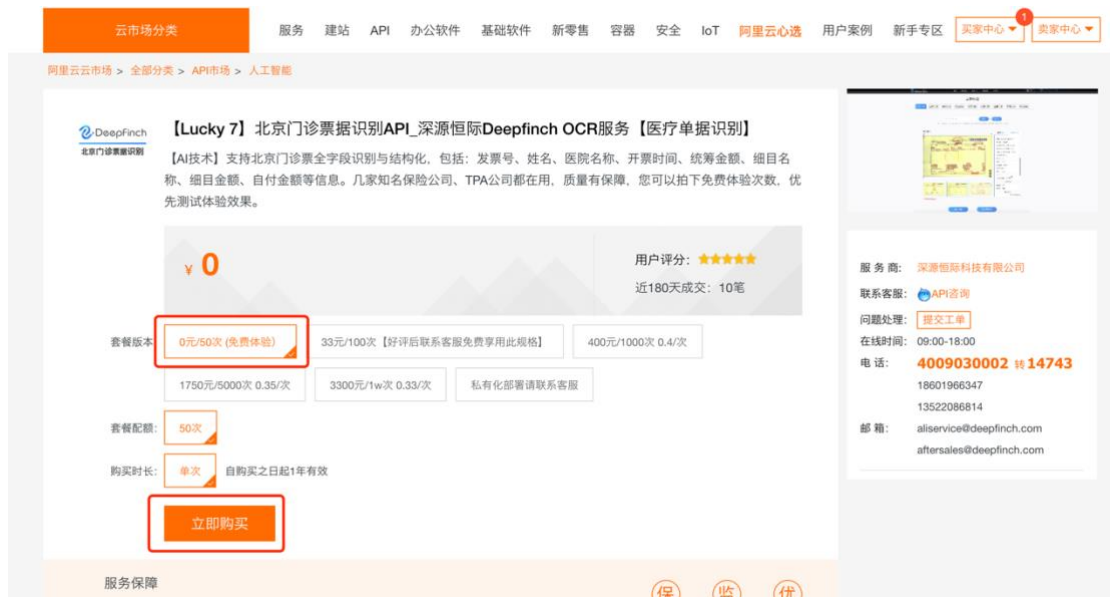 云市场分类
服务 建站 API 办公软件 基础软件 新零售 容器 安全 IoT 阿里云心选 用户案例 新手专区 买家中心 1 卖家中心
阿里云云市场 > 全部分类 > API市场 > 人工智能
DeepFinch
北京门诊票据识别
【Lucky 7】北京门诊票据识别API_深源恒际Deepfinch OCR服务【医疗单据识别】
【AI技术】支持北京门诊票全字段识别与结构化，包括：发票号、姓名、医院名称、开票时间、统筹金额、细目名
称、细目金额、自付金额等信息。几家知名保险公司、TPA公司都在用，质量有保障，您可以拍下免费体验次数，优
先测试体验效果。
¥ 0
用户评分：
近180天成交：10笔
套餐版本
0元/50次 (免费体验)
33元/100次【好评后联系客服免费享用此规格】
400元/1000次 0.4/次
1750元/5000次 0.35/次
3300元/1w次 0.33/次
私有化部署请联系客服
套餐配额: 50次
购买时长: 单次 自购买之日起1年有效
立即购买
服务保障
保 监 优
服 务 商: 深源恒际科技有限公司
联系客服: API咨询
问题处理: 提交工单
在线时间: 09:00-18:00
电 话: 4009030002 转 14743
18601966347
13522086814
邮 箱: aliservice@deepfinch.com
aftersales@deepfinch.com